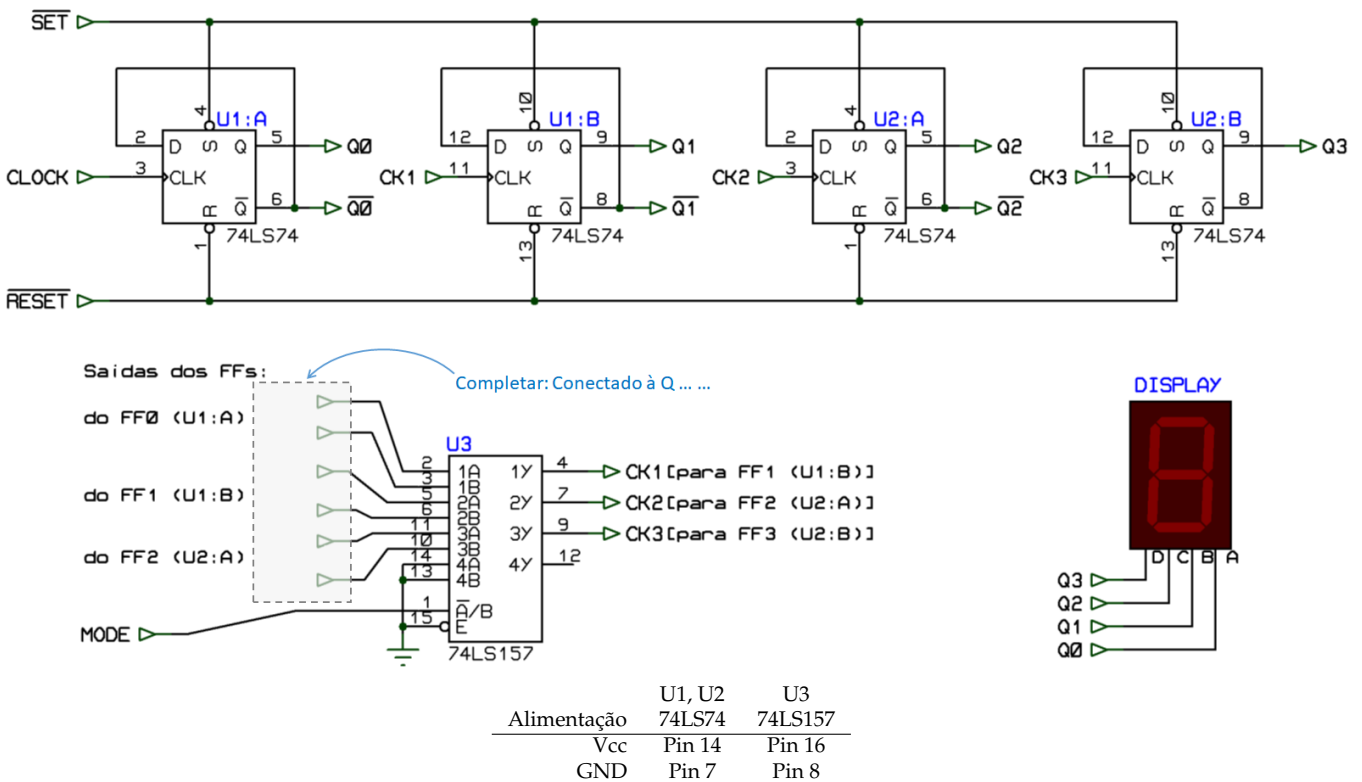 SET
U1:A
U1:B
U2:A
U2:B
4
10
4
10
2 D S Q 5 Q0
12 D S Q 9 Q1
2 D S Q 5 Q2
12 D S Q 9 Q3
CLOCK 3 CLK
CK1 11 CLK
CK2 3 CLK
CK3 11 CLK
R Q 6 Q0
R Q 8 Q1
R Q 6 Q2
R Q 8
1 74LS74
13 74LS74
1 74LS74
13 74LS74
RESET
Saidas dos FFs:
Completar: Conectado à Q ... ...
do FF0 (U1:A)
do FF1 (U1:B)
do FF2 (U2:A)
MODE
U3
2 1A 1Y 4 CK1[para FF1 (U1:B)]
3 1B
5 2A 2Y 7 CK2[para FF2 (U2:A)]
6 2B
11 3A 3Y 9 CK3[para FF3 (U2:B)]
10 3B
14 4A 4Y 12
13 4B
1 A/B
15 E
74LS157
DISPLAY
D C B A
Q3
Q2
Q1
Q0
U1, U2 U3
Alimentação 74LS74 74LS157
Vcc Pin 14 Pin 16
GND Pin 7 Pin 8